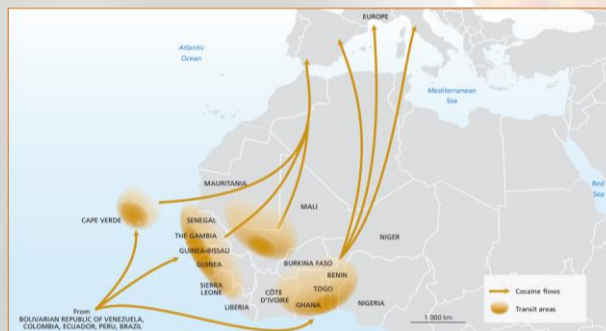 EUROPE
Atlantic
Ocean
Mediterranean
Sea
Red
Sea
MAURITANIA
MALI
CAPE VERDE
SENEGAL
THE GAMBIA
NIGER
GUINEA-BISSAU
GUINEA
BURKINA FASO
BENIN
SIERRA
LEONE
CÔTE
D'IVOIRE
TOGO
GHANA
NIGERIA
LIBERIA
From
BOLIVARIAN REPUBLIC OF VENEZUELA,
COLOMBIA, ECUADOR, PERU, BRAZIL
1 000 km
Cocaine flows
Transit areas